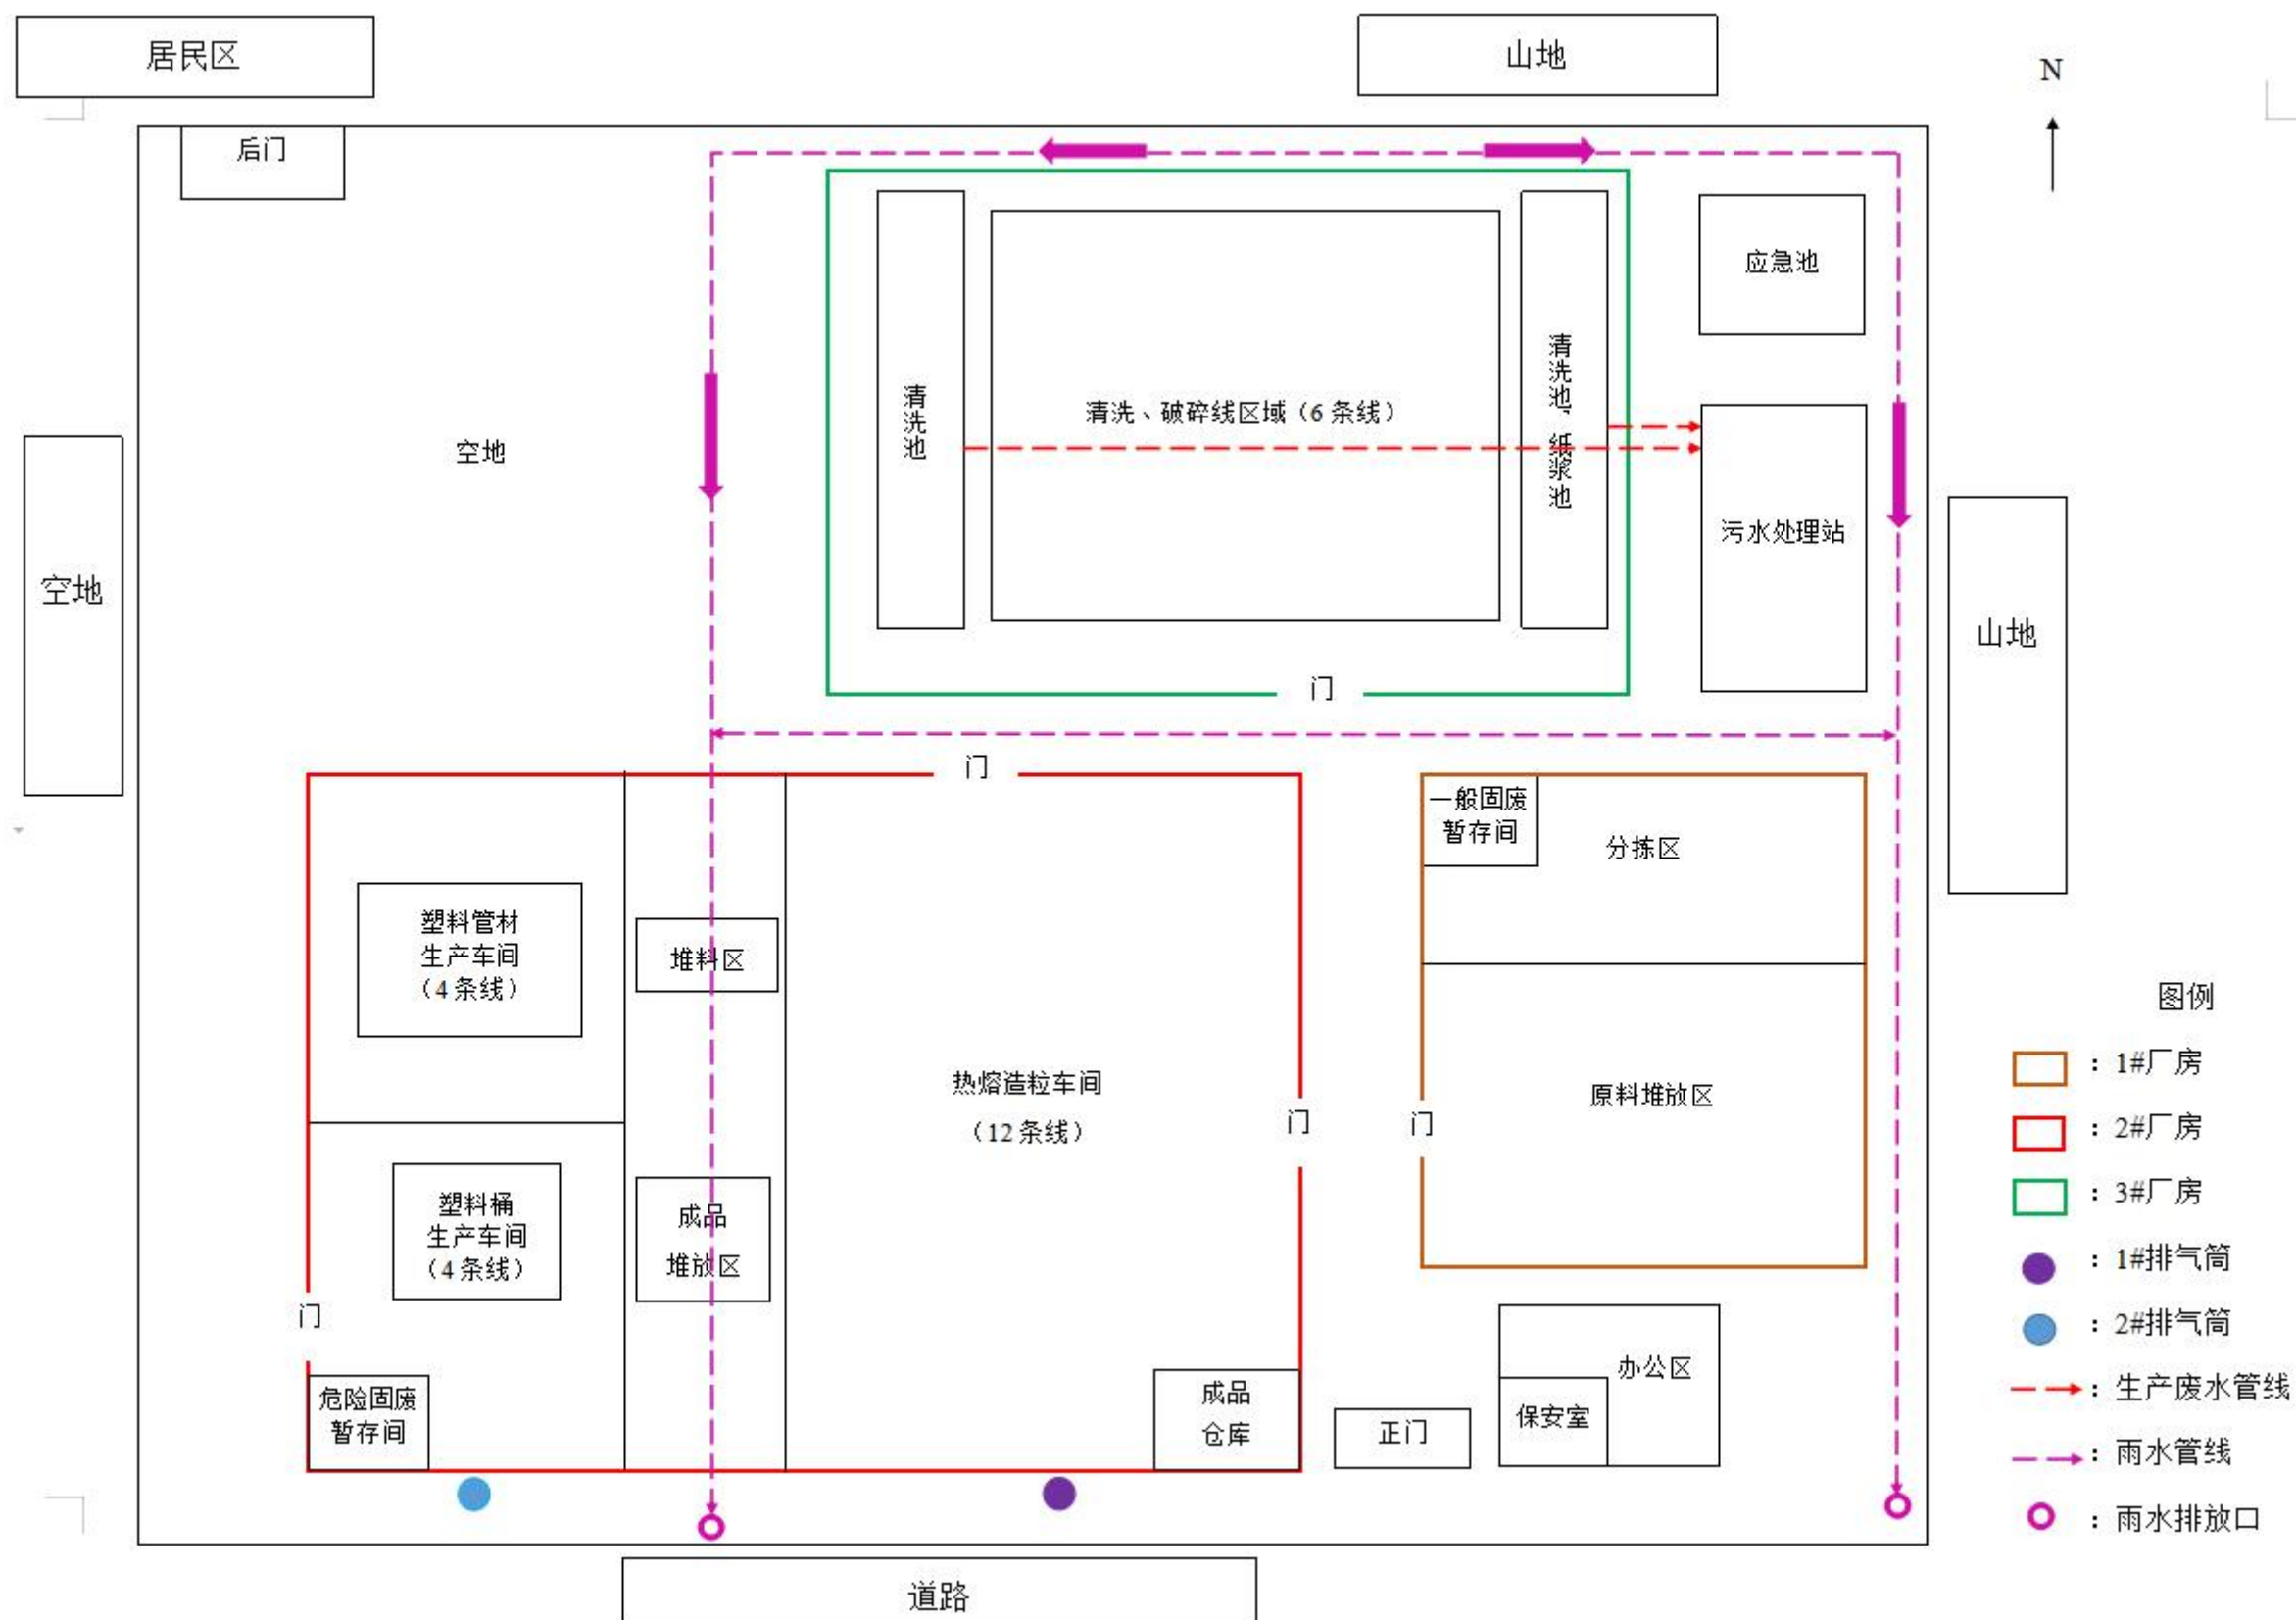 居民区
山地
N
后门
应急池
清洗池
清洗、破碎线区域（6 条线）
清洗池，纸浆池
空地
污水处理站
空地
山地
门
门
一般固废
暂存间
分拣区
塑料管材
生产车间
（4 条线）
堆料区
热熔造粒车间
（12 条线）
门
门
原料堆放区
塑料桶
生产车间
（4 条线）
成品
堆放区
门
危险固废
暂存间
成品
仓库
正门
办公区
保安室
道路
图例
：1#厂房
：2#厂房
：3#厂房
：1#排气筒
：2#排气筒
：生产废水管线
：雨水管线
：雨水排放口